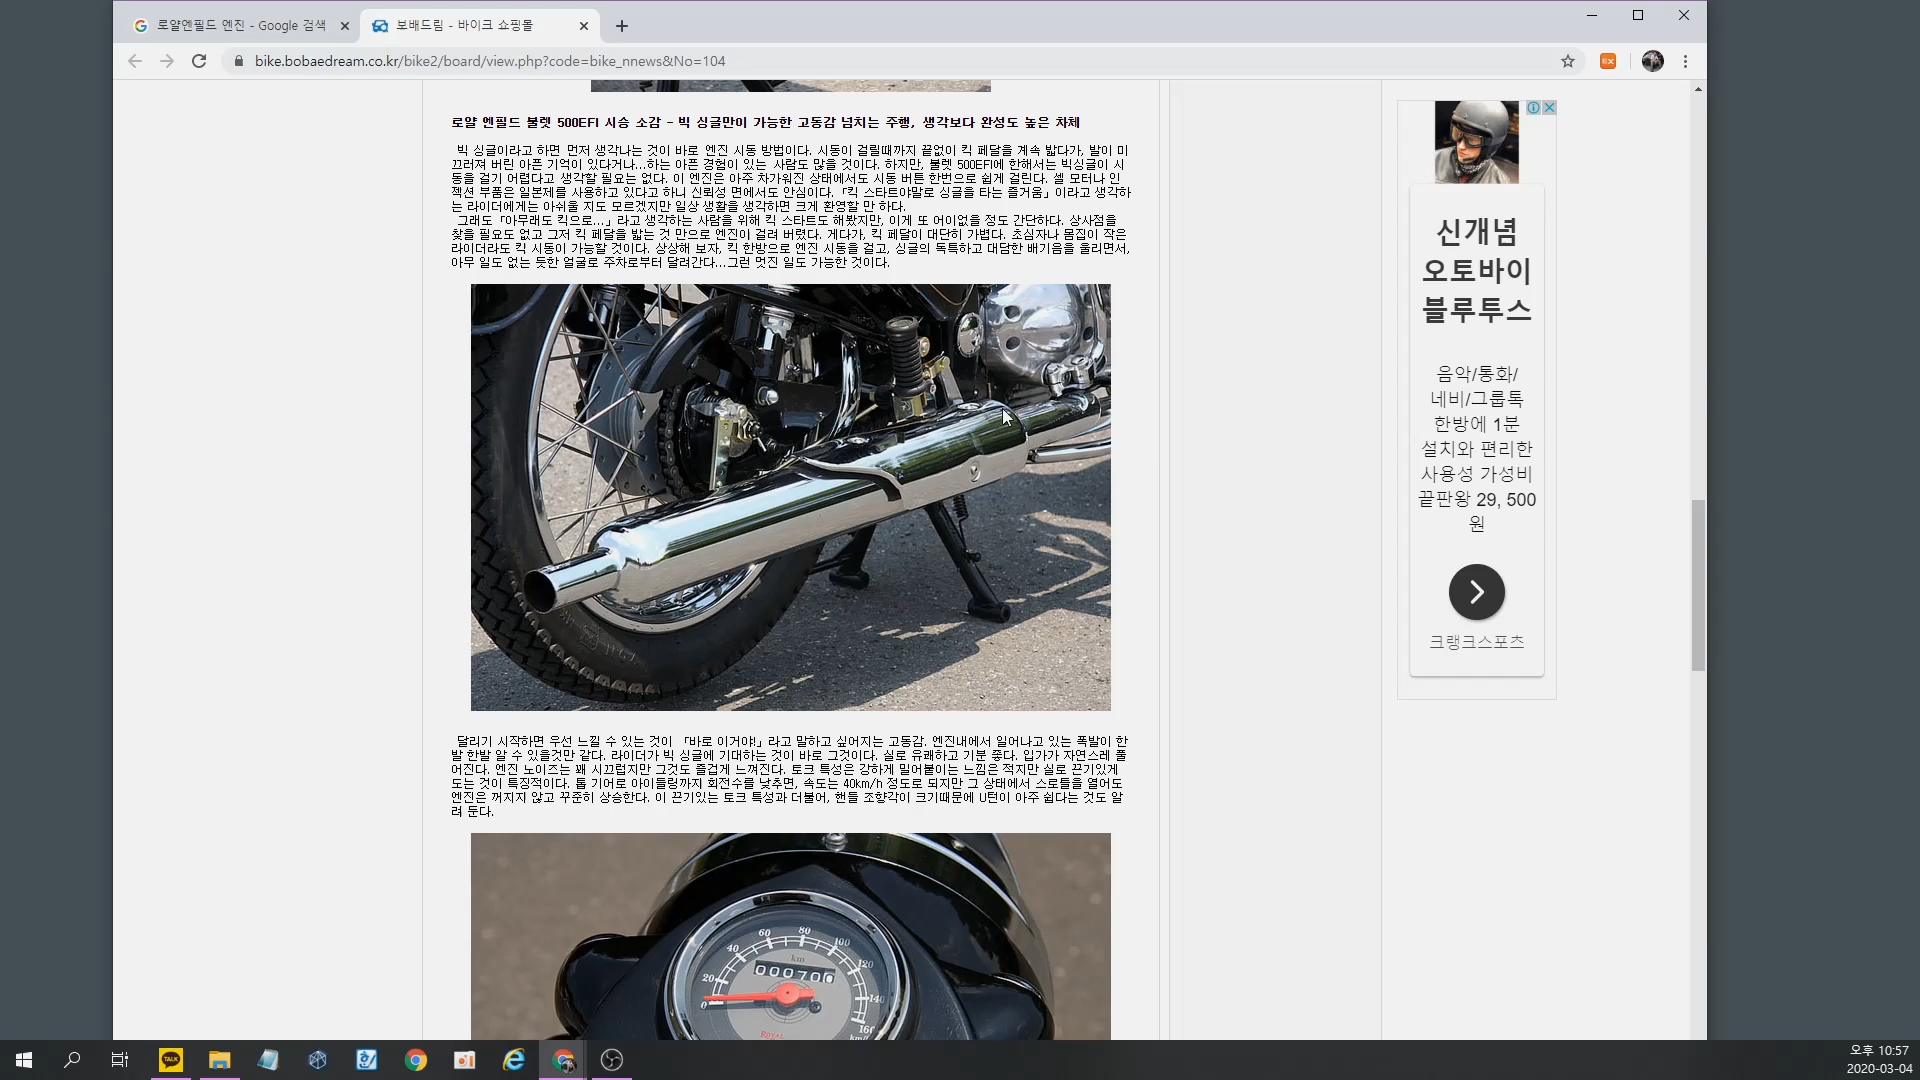 로얄엔필드 엔진 - Google 검색
보배드림 - 바이크 쇼핑몰
bike.bobaedream.co.kr/bike2/board/view.php?code=bike_nnews&No=104
로얄 엔필드 불렛 500EFI 시승 소감 - 빅 싱글만이 가능한 고동감 넘치는 주행, 생각보다 완성도 높은 차체
빅 싱글이라고 하면 먼저 생각나는 것이 바로 엔진 시동 방법이다. 시동이 걸릴때까지 끝없이 킥 페달을 계속 밟다가, 발이 미
끄러져 버린 아픈 기억이 있다거나...하는 아픈 경험이 있는 사람도 많을 것이다. 하지만, 불렛 500EFI에 한해서는 빅싱글이 시
동을 걸기 어렵다고 생각할 필요는 없다. 이 엔진은 아주 차가워진 상태에서도 시동 버튼 한번으로 쉽게 걸린다. 셀 모터나 인
젝션 부품은 일본제를 사용하고 있다고 하니 신뢰성 면에서도 안심이다. 「킥 스타트야말로 싱글을 타는 즐거움」이라고 생각하
는 라이더에게는 아쉬울 지도 모르겠지만 일상 생활을 생각하면 크게 환영할 만 하다.
그래도 「아무래도 킥으로...」라고 생각하는 사람을 위해 킥 스타트도 해봤지만, 이게 또 어이없을 정도 간단하다. 상사점을
찾을 필요도 없고 그저 킥 페달을 밟는 것 만으로 엔진이 걸려 버렸다. 게다가, 킥 페달이 대단히 가볍다. 초심자나 몸집이 작은
라이더라도 킥 시동이 가능할 것이다. 상상해 보자, 킥 한방으로 엔진 시동을 걸고, 싱글의 독특하고 대담한 배기음을 울리면서,
아무 일도 없는 듯한 얼굴로 주차로부터 달려간다...그런 멋진 일도 가능한 것이다.
달리기 시작하면 우선 느낄 수 있는 것이 「바로 이거야!」라고 말하고 싶어지는 고동감. 엔진내에서 일어나고 있는 폭발이 한
발 한발 알 수 있을것만 같다. 라이더가 빅 싱글에 기대하는 것이 바로 그것이다. 실로 유쾌하고 기분 좋다. 입가가 자연스레 풀
어진다. 엔진 노이즈는 꽤 시끄럽지만 그것도 즐겁게 느껴진다. 토크 특성은 강하게 밀어붙이는 느낌은 적지만 실로 끈기있게
도는 것이 특징적이다. 톱 기어로 아이들링까지 회전수를 낮추면, 속도는 40km/h 정도로 되지만 그 상태에서 스로틀을 열어도
엔진은 꺼지지 않고 꾸준히 상승한다. 이 끈기있는 토크 특성과 더불어, 핸들 조향각이 크기때문에 U턴이 아주 쉽다는 것도 알
려 둔다.
0 20 40 60 80 100 120 140 160
km
00070
ROYAL
신개념
오토바이
블루투스
음악/통화/
네비/그룹톡
한방에 1분
설치와 편리한
사용성 가성비
끝판왕 29, 500
원
크랭크스포츠
TALK
오후 10:57
2020-03-04